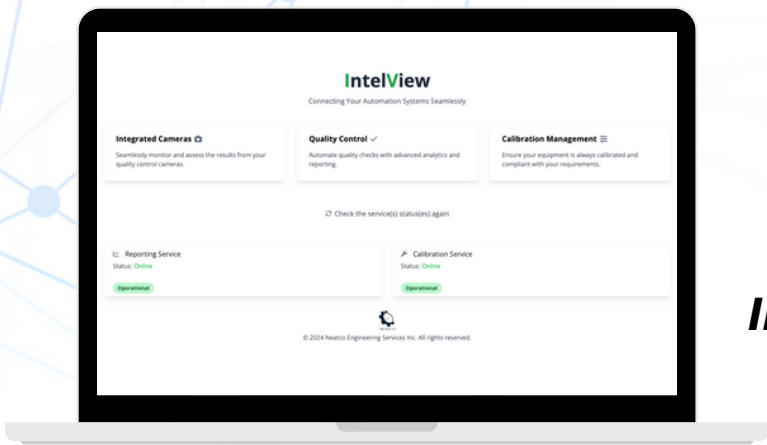 IntelView
Connecting Your Automation Systems Seamlessly
Integrated Cameras
Seamlessly monitor and assess the results from your
quality control cameras.
Quality Control
Automate quality checks with advanced analytics and
reporting.
Calibration Management
Ensure your equipment is always calibrated and
compliant with your requirements.
Check the service(s) status(es) again
Reporting Service
Status: Online
Operational
Calibration Service
Status: Online
Operational
© 2024 Neatco Engineering Services Inc. All rights reserved.